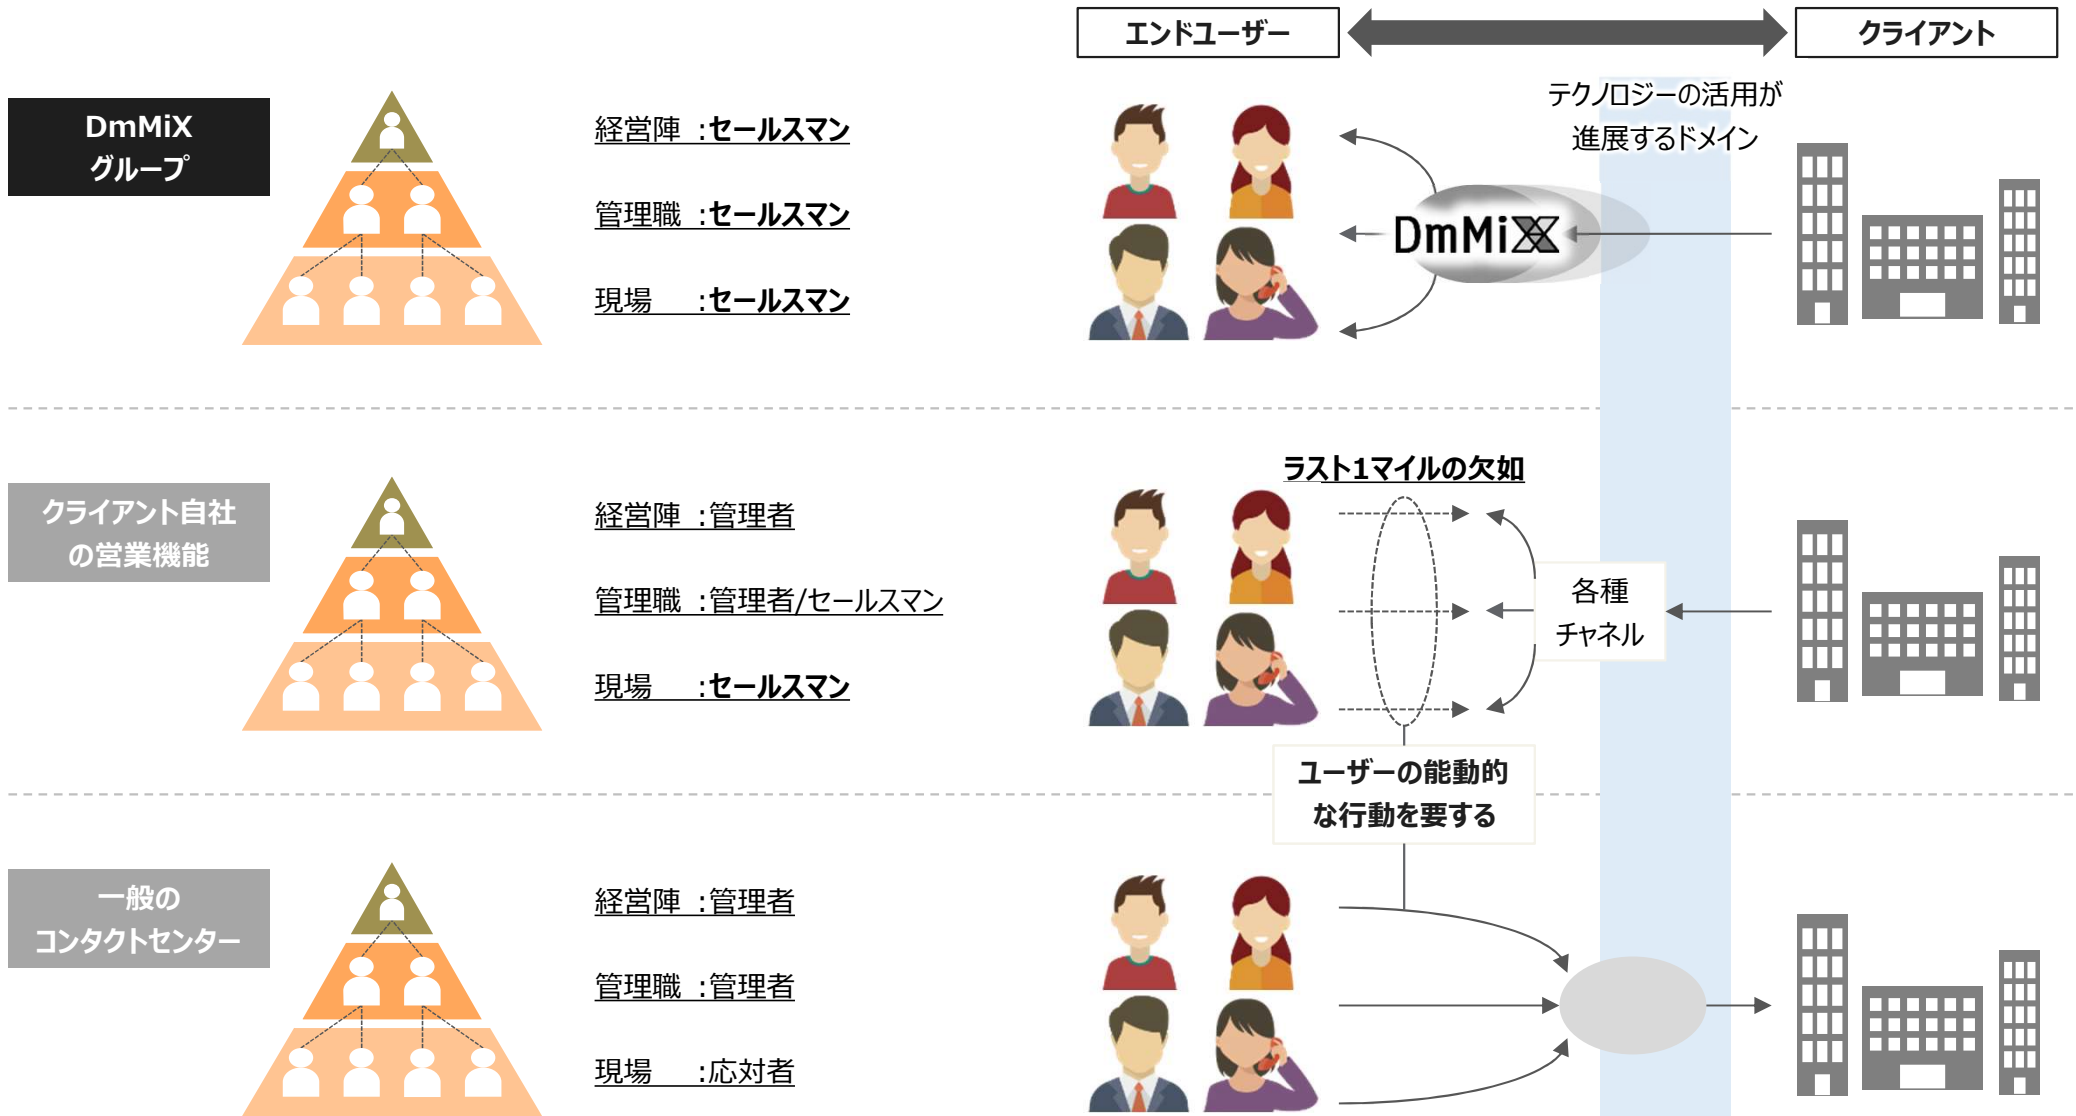 エンドユーザー
クライアント
DmMiX
グループ
経営陣 :セールスマン
管理職 :セールスマン
現場 :セールスマン
テクノロジーの活用が
進展するドメイン
DmMiX
クライアント自社
の営業機能
経営陣 :管理者
管理職 :管理者/セールスマン
現場 :セールスマン
ラスト1マイルの欠如
各種
チャネル
ユーザーの能動的
な行動を要する
一般の
コンタクトセンター
経営陣 :管理者
管理職 :管理者
現場 :応対者